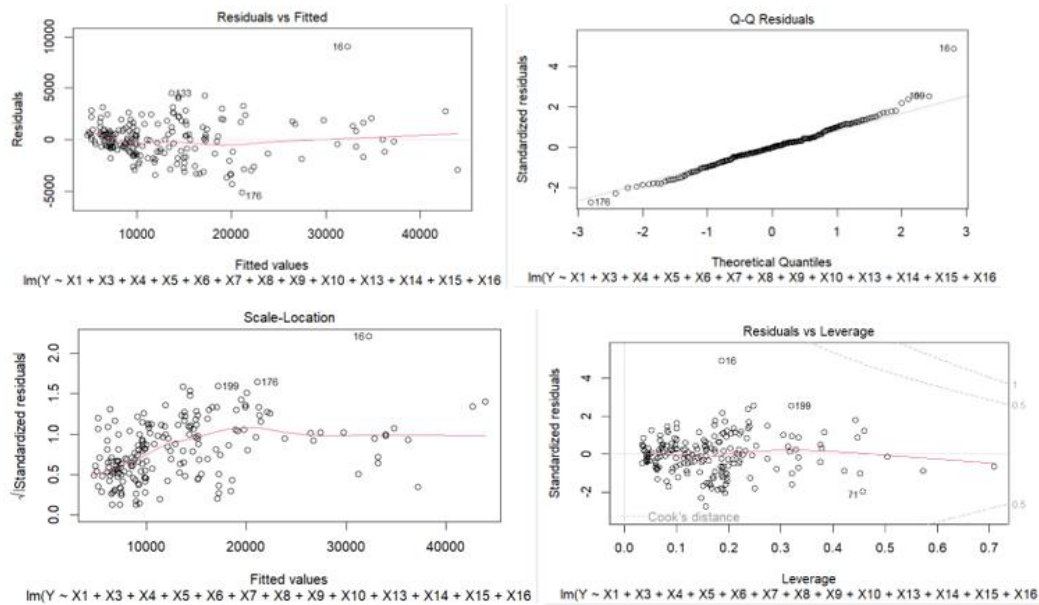 Residuals vs Fitted
Residuals
10000
5000
0
-5000
16
133
176
10000 20000 30000 40000
Fitted values
lm(Y ~ X1 + X3 + X4 + X5 + X6 + X7 + X8 + X9 + X10 + X13 + X14 + X15 + X16
Q-Q Residuals
Standardized residuals
4
2
0
-2
16
199
176
-3 -2 -1 0 1 2 3
Theoretical Quantiles
lm(Y ~ X1 + X3 + X4 + X5 + X6 + X7 + X8 + X9 + X10 + X13 + X14 + X15 + X16
Scale-Location
√|Standardized residuals|
2.0
1.5
1.0
0.5
0.0
16
199
176
10000 20000 30000 40000
Fitted values
lm(Y ~ X1 + X3 + X4 + X5 + X6 + X7 + X8 + X9 + X10 + X13 + X14 + X15 + X16
Residuals vs Leverage
Standardized residuals
4
2
0
-2
16
199
71
1
0.5
0.5
Cook's distance
0.0 0.1 0.2 0.3 0.4 0.5 0.6 0.7
Leverage
lm(Y ~ X1 + X3 + X4 + X5 + X6 + X7 + X8 + X9 + X10 + X13 + X14 + X15 + X16